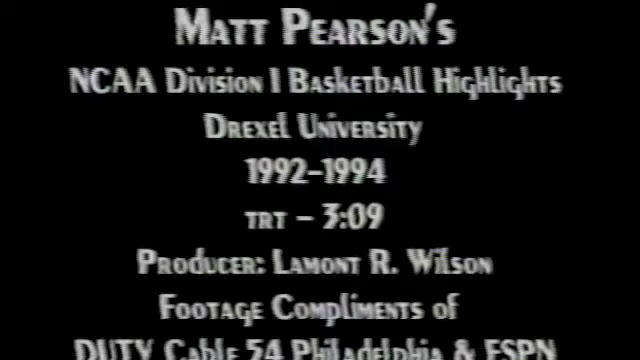 Matt Pearson's
NCAA Division I Basketball Highlights
Drexel University
1992-1994
TRT - 3:09
Producer: Lamont R. Wilson
Footage Compliments of
DUTV Cable 54 Philadelphia & ESPN